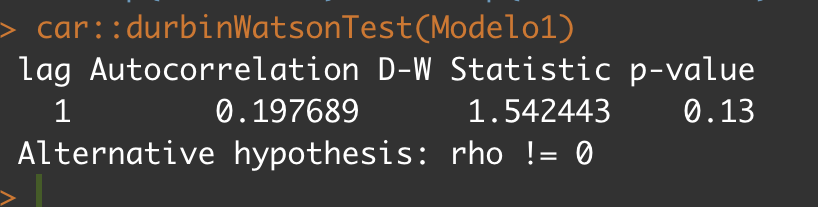 > car::durbinWatsonTest(Modelo1)
 lag Autocorrelation D-W Statistic p-value
   1        0.197689      1.542443    0.13
 Alternative hypothesis: rho != 0
>